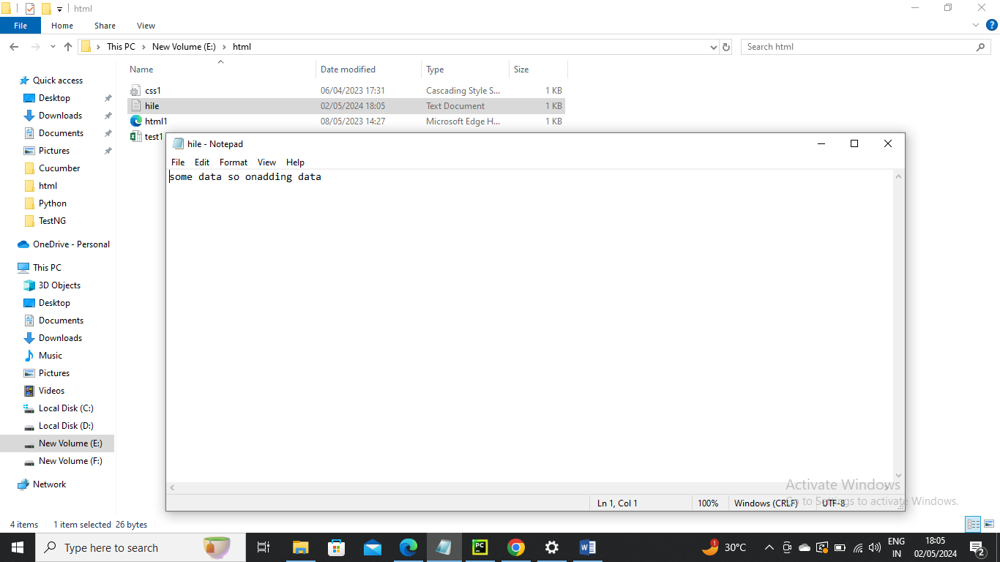 html
File Home Share View
This PC New Volume (E:) html Search html
Name Date modified Type Size
Quick access
Desktop
Downloads
Documents
Pictures
Cucumber
html
Python
TestNG
OneDrive - Personal
This PC
3D Objects
Desktop
Documents
Downloads
Music
Pictures
Videos
Local Disk (C:)
Local Disk (D:)
New Volume (E:)
New Volume (F:)
Network
css1 06/04/2023 17:31 Cascading Style S... 1 KB
hile 02/05/2024 18:05 Text Document 1 KB
html1 08/05/2023 14:27 Microsoft Edge H... 1 KB
test1
hile - Notepad
File Edit Format View Help
some data so onadding data
Activate Windows
Go to Settings to activate Windows.
Ln 1, Col 1 100% Windows (CRLF) UTF-8
4 items 1 item selected 26 bytes
Type here to search PC W 1 30°C ENG 18:05
IN 02/05/2024 2